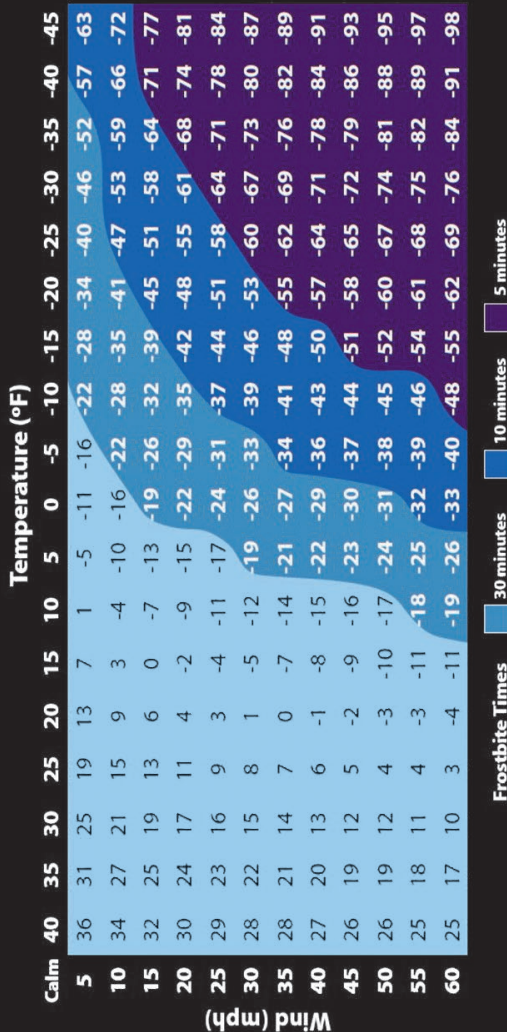 Temperature (ºF)
Calm 40 35 30 25 20 15 10 5 0 -5 -10 -15 -20 -25 -30 -35 -40 -45
5 36 31 25 19 13 7 1 -5 -11 -16 -22 -28 -34 -40 -46 -52 -57 -63
10 34 27 21 15 9 3 -4 -10 -16 -22 -28 -35 -41 -47 -53 -59 -66 -72
15 32 25 19 13 6 0 -7 -13 -19 -26 -32 -39 -45 -51 -58 -64 -71 -77
20 30 24 17 11 4 -2 -9 -15 -22 -29 -35 -42 -48 -55 -61 -68 -74 -81
25 29 23 16 9 3 -4 -11 -17 -24 -31 -37 -44 -51 -58 -64 -71 -78 -84
30 28 22 15 8 1 -5 -12 -19 -26 -33 -39 -46 -53 -60 -67 -73 -80 -87
35 28 21 14 7 0 -7 -14 -21 -27 -34 -41 -48 -55 -62 -69 -76 -82 -89
40 27 20 13 6 -1 -8 -15 -22 -29 -36 -43 -50 -57 -64 -71 -78 -84 -91
45 26 19 12 5 -2 -9 -16 -23 -30 -37 -44 -51 -58 -65 -72 -79 -86 -93
50 26 19 12 4 -3 -10 -17 -24 -31 -38 -45 -52 -60 -67 -74 -81 -88 -95
55 25 18 11 4 -3 -11 -18 -25 -32 -39 -46 -54 -61 -68 -75 -82 -89 -97
60 25 17 10 3 -4 -11 -19 -26 -33 -40 -48 -55 -62 -69 -76 -84 -91 -98
Wind (mph)
Frostbite Times 30 minutes 10 minutes 5 minutes